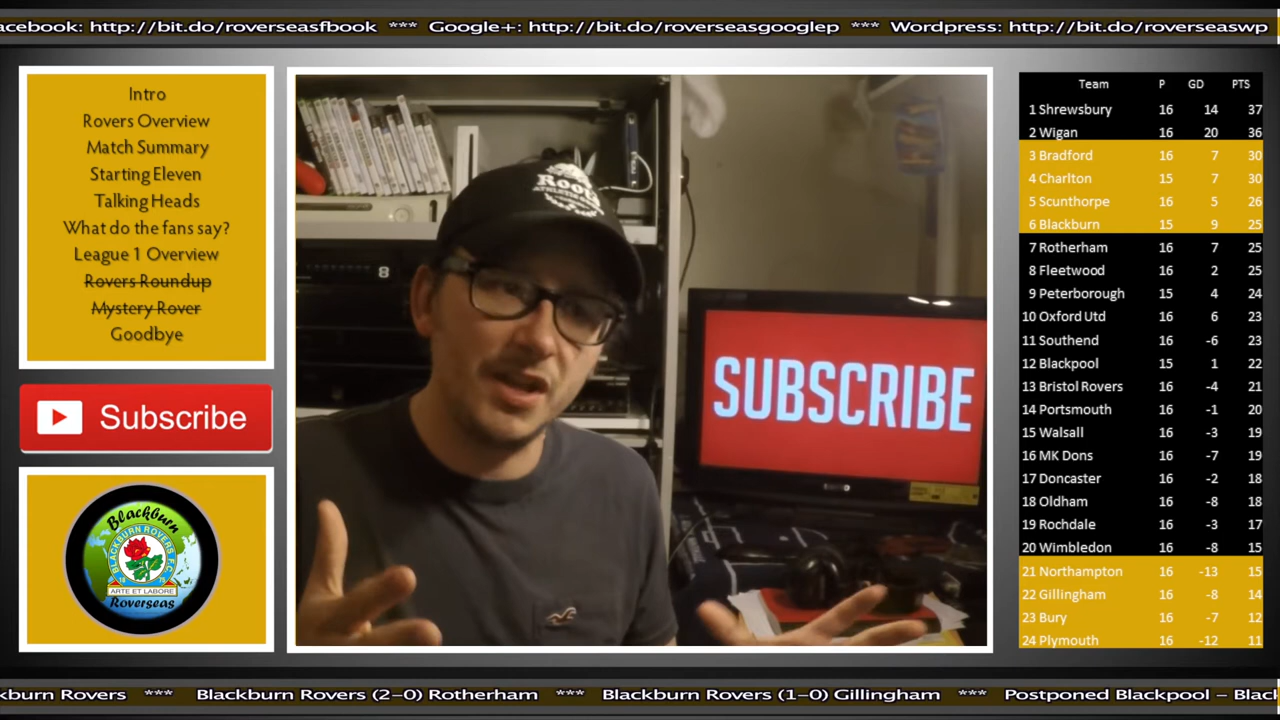 acebook: http://bit.do/roverseasfbook *** Google+: http://bit.do/roverseasgooglep *** Wordpress: http://bit.do/roverseaswp
Intro
Rovers Overview
Match Summary
Starting Eleven
Talking Heads
What do the fans say?
League 1 Overview
Rovers Roundup
Mystery Rover
Goodbye
Subscribe
Blackburn
BLACKBURN ROVERS F.C.
18 75
ARTE ET LABORE
Roverseas
Roots
ATHLETICS
8
SUBSCRIBE
Team P GD PTS
1 Shrewsbury 16 14 37
2 Wigan 16 20 36
3 Bradford 16 7 30
4 Charlton 15 7 30
5 Scunthorpe 16 5 26
6 Blackburn 15 9 25
7 Rotherham 16 7 25
8 Fleetwood 16 2 25
9 Peterborough 15 4 24
10 Oxford Utd 16 6 23
11 Southend 16 -6 23
12 Blackpool 15 1 22
13 Bristol Rovers 16 -4 21
14 Portsmouth 16 -1 20
15 Walsall 16 -3 19
16 MK Dons 16 -7 19
17 Doncaster 16 -2 18
18 Oldham 16 -8 18
19 Rochdale 16 -3 17
20 Wimbledon 16 -8 15
21 Northampton 16 -13 15
22 Gillingham 16 -8 14
23 Bury 16 -7 12
24 Plymouth 16 -12 11
kburn Rovers *** Blackburn Rovers (2-0) Rotherham *** Blackburn Rovers (1-0) Gillingham *** Postponed Blackpool – Blac